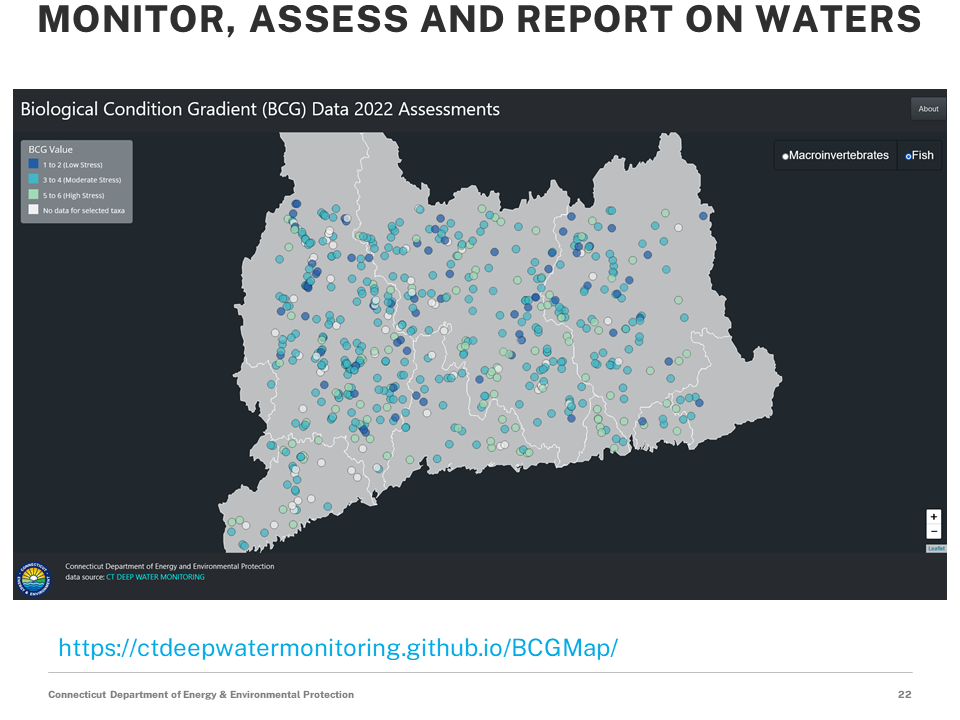 MONITOR, ASSESS AND REPORT ON WATERS
Biological Condition Gradient (BCG) Data 2022 Assessments
About
BCG Value
1 to 2 (Low Stress)
3 to 4 (Moderate Stress)
5 to 6 (High Stress)
No data for selected taxa
Macroinvertebrates
Fish
+
−
Leaflet
Connecticut Department of Energy and Environmental Protection
data source: CT DEEP WATER MONITORING
https://ctdeepwatermonitoring.github.io/BCGMap/
Connecticut Department of Energy & Environmental Protection
22